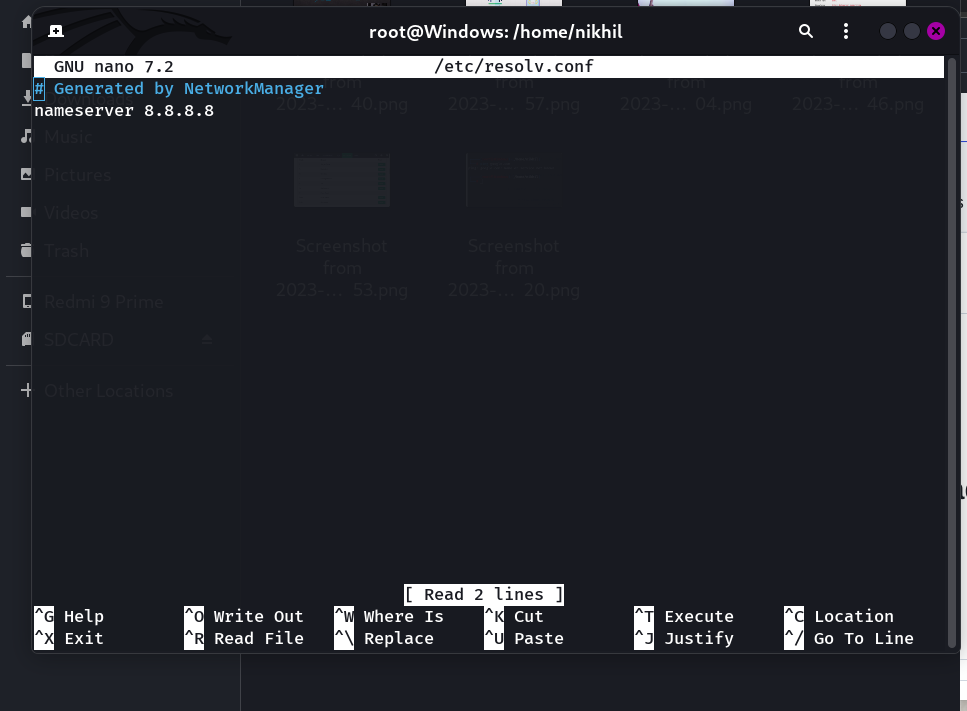 root@Windows: /home/nikhil
GNU nano 7.2 /etc/resolv.conf
# Generated by NetworkManager
nameserver 8.8.8.8
from from from from
2023-... 40.png 2023-... 57.png 2023-... 04.png 2023-... 46.png
Downloads
Music
Pictures
Videos
Trash
Redmi 9 Prime
SDCARD
Other Locations
Screenshot
from
2023-... 53.png
Screenshot
from
2023-... 20.png
[ Read 2 lines ]
^G Help ^O Write Out ^W Where Is ^K Cut ^T Execute ^C Location
^X Exit ^R Read File ^\ Replace ^U Paste ^J Justify ^/ Go To Line